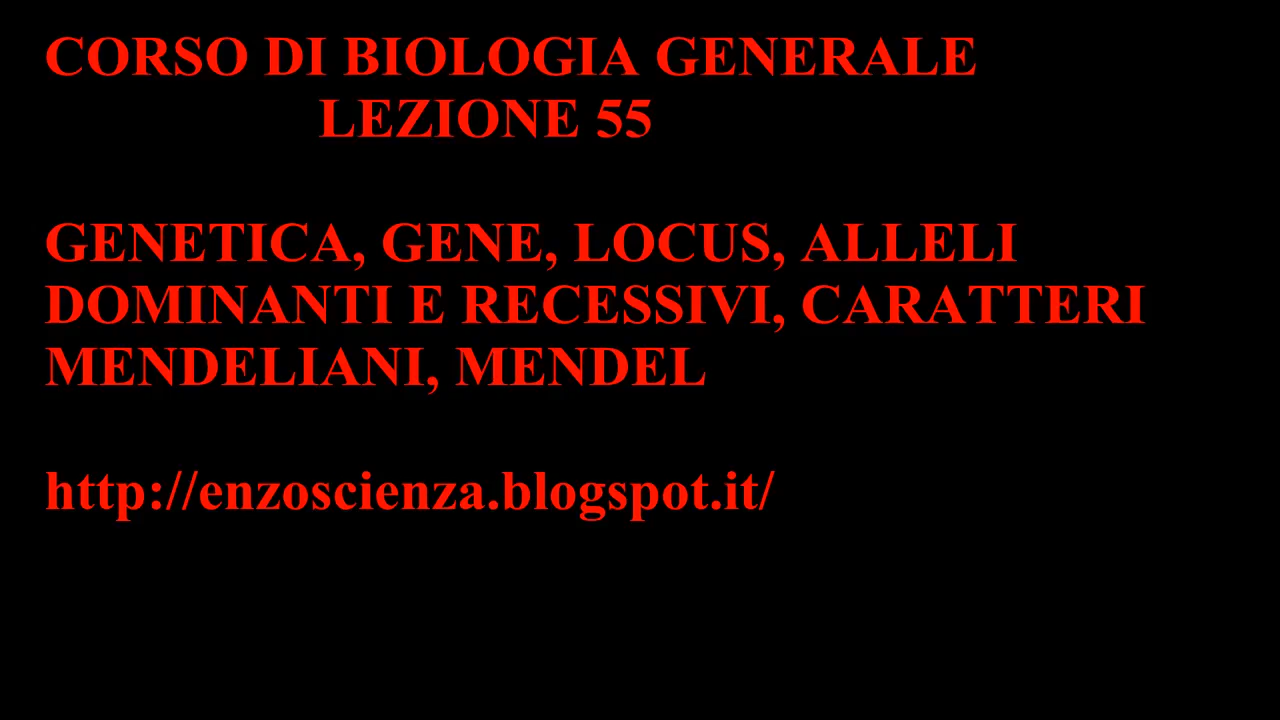 CORSO DI BIOLOGIA GENERALE
LEZIONE 55
GENETICA, GENE, LOCUS, ALLELI
DOMINANTI E RECESSIVI, CARATTERI
MENDELIANI, MENDEL
http://enzoscienza.blogspot.it/